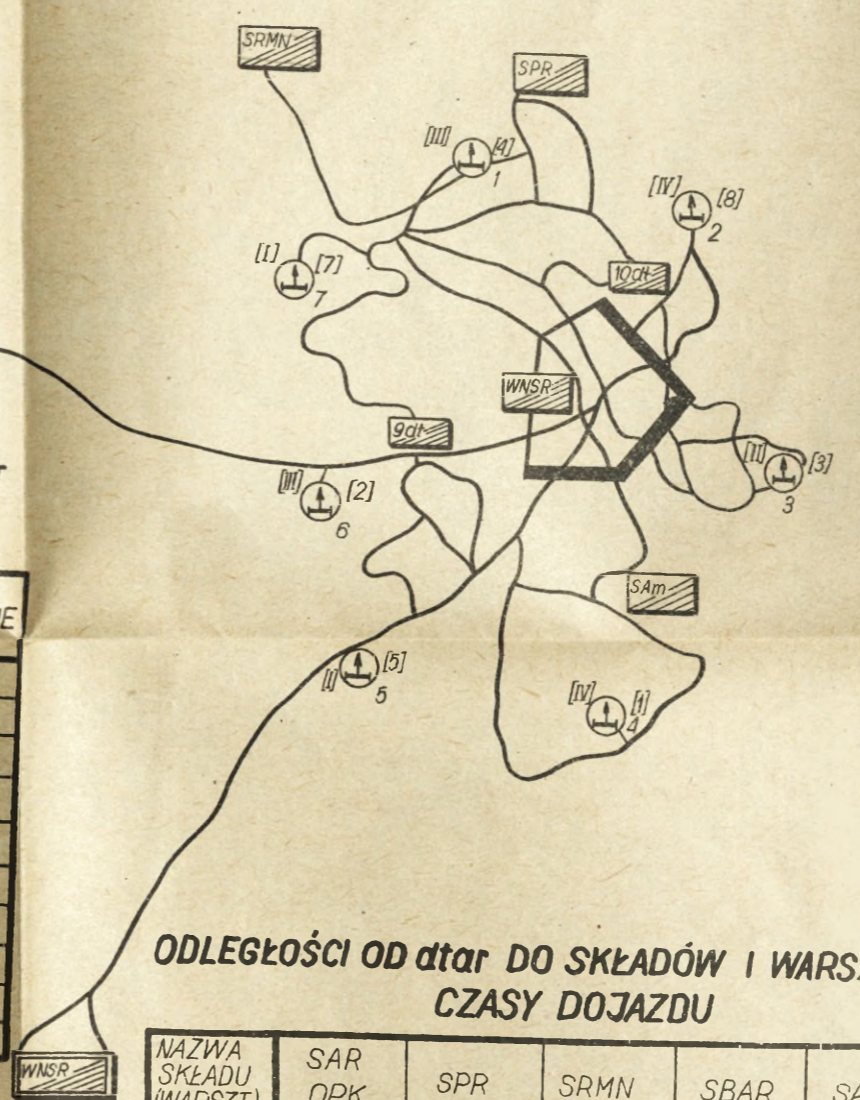 SRMN
SPR
[III] [4]
1
[IV] [8]
2
[I] [7]
7
10dt
WNSR
9dt
[II] [3]
3
[III] [2]
6
SAm
[I] [5]
5
[IV] [1]
4
ODLEGŁOŚCI OD dtar DO SKŁADÓW I
CZASY DOJAZDU
WNSR
NAZWA
SKŁADU
SAR
OPK
SPR
SRMN
SBAR